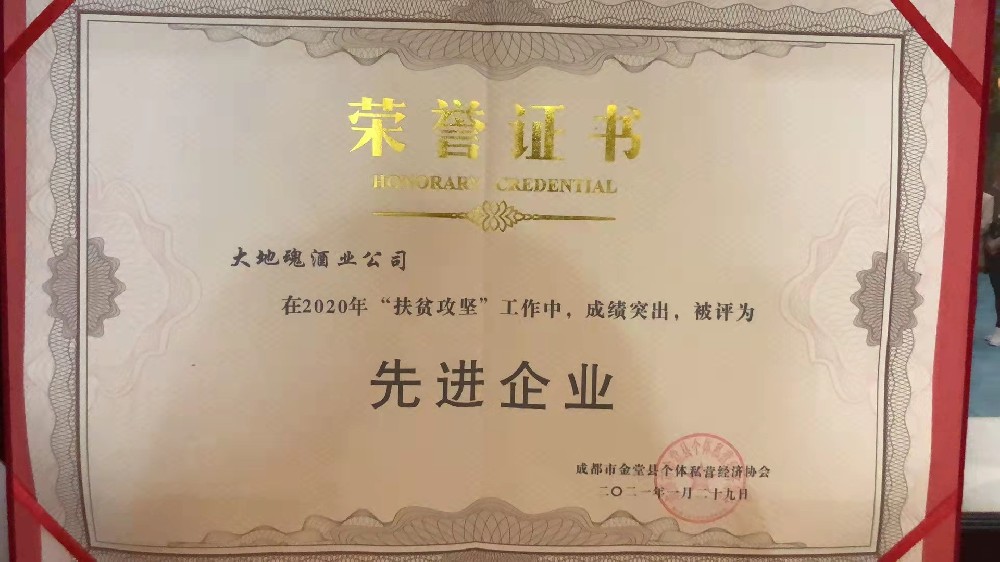 荣誉证书
HONORARY CREDENTIAL
大地魂酒业公司
在2020年“扶贫攻坚”工作中，成绩突出，被评为
先进企业
成都市金堂县个体私营经济协会
二〇二一年一月二十九日